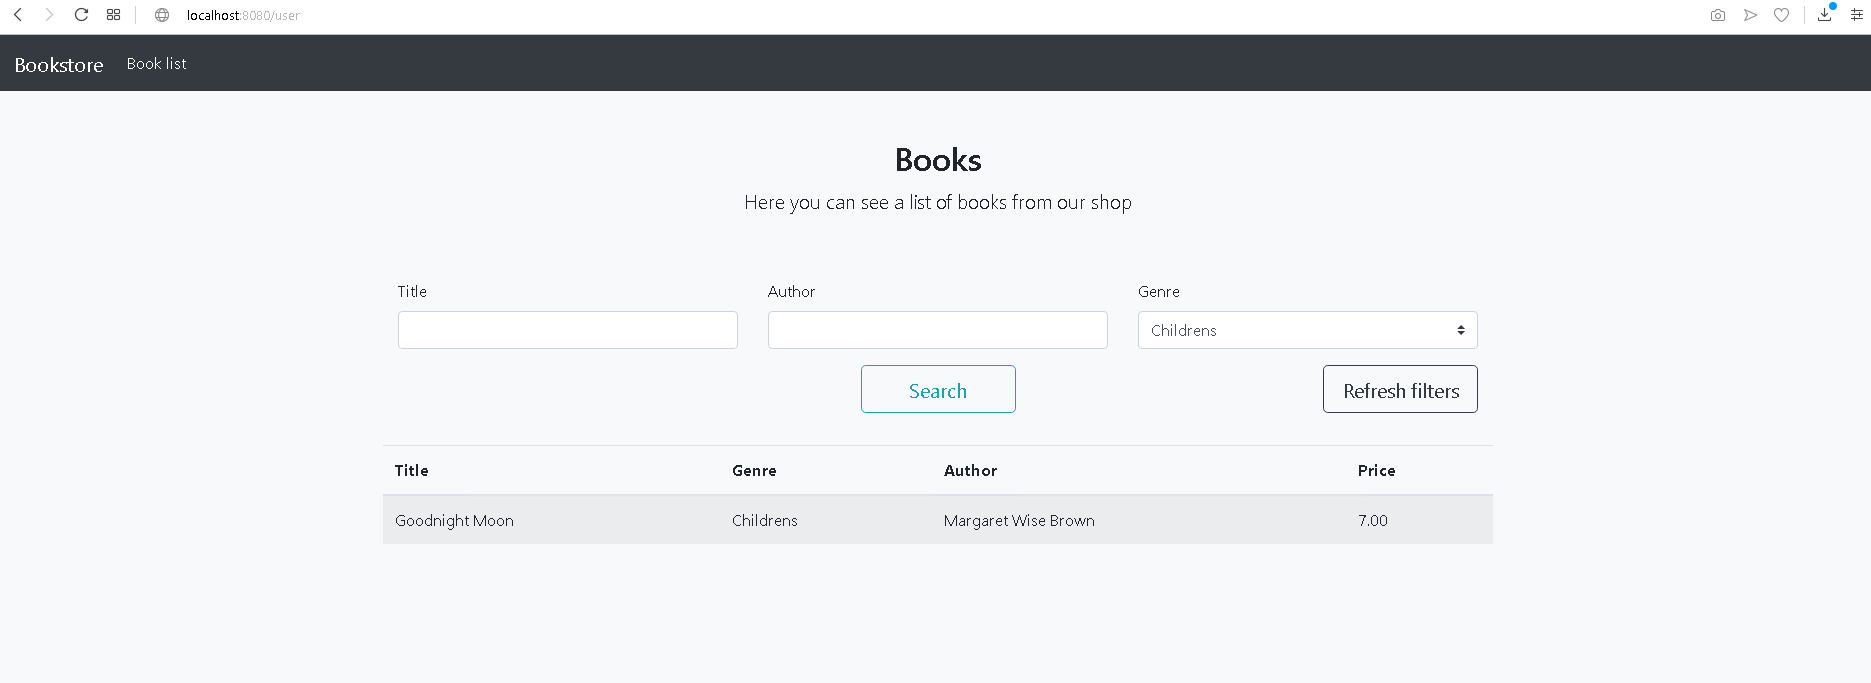 localhost:8080/user
Bookstore Book list
Books
Here you can see a list of books from our shop
Title Author Genre
Childrens
Search Refresh filters
Title Genre Author Price
Goodnight Moon Childrens Margaret Wise Brown 7.00